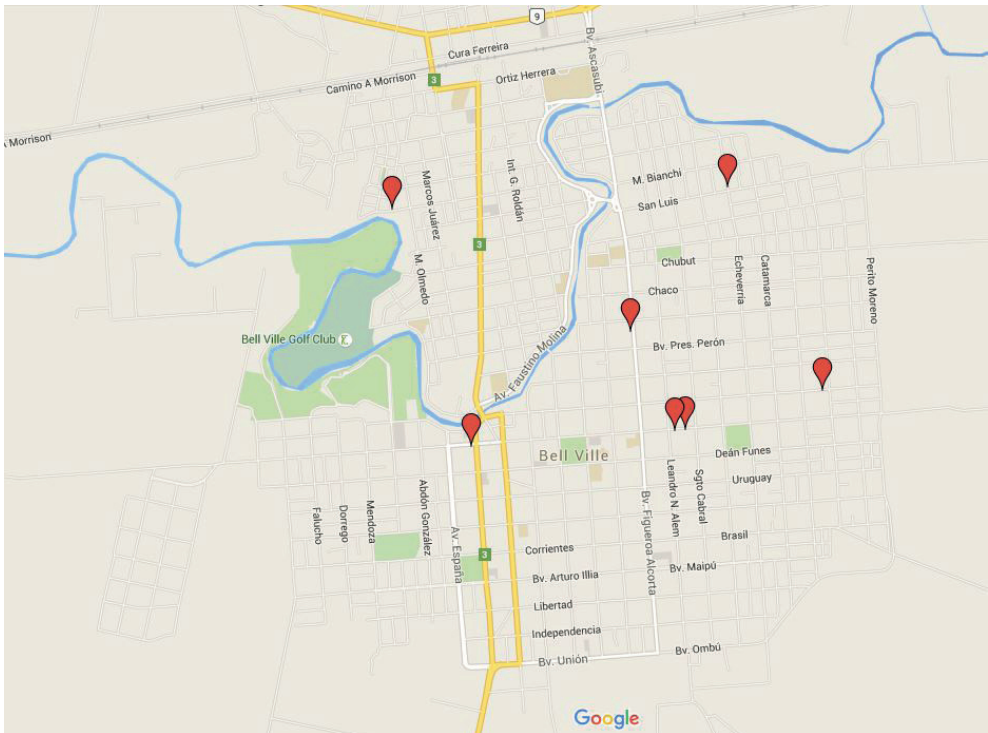 9
Bv. Ascasubi
Cura Ferreira
Camino A Morrison
3
Ortiz Herrera
A Morrison
Marcos Juárez
Int. G. Roldán
M. Bianchi
San Luis
3
M. Olmedo
Chubut
Echeverria
Catamarca
Perito Moreno
Chaco
Bell Ville Golf Club
Av. Faustino Molina
Bv. Pres. Perón
Bell Ville
Deán Funes
Uruguay
Leandro N. Alem
Sgto Cabral
Abdón González
Mendoza
Dorrego
Falucho
Av. España
Bv. Figueroa Alcorta
Brasil
Corrientes
3
Bv. Maipú
Bv. Arturo Illia
Libertad
Independencia
Bv. Ombú
Bv. Unión
Google